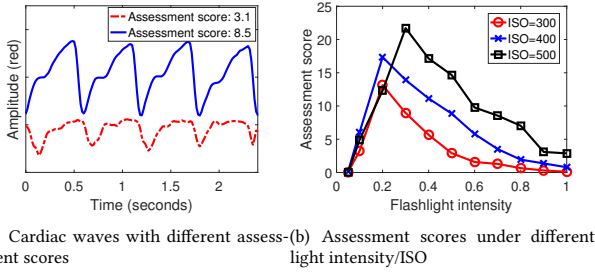 Assessment score: 3.1
Assessment score: 8.5
Amplitude (red)
0 0.5 1 1.5 2
Time (seconds)
25
20
15
10
5
0
Assessment score
ISO=300
ISO=400
ISO=500
0 0.2 0.4 0.6 0.8 1
Flashlight intensity
Cardiac waves with different assess-
ent scores
(b) Assessment scores under different
light intensity/ISO